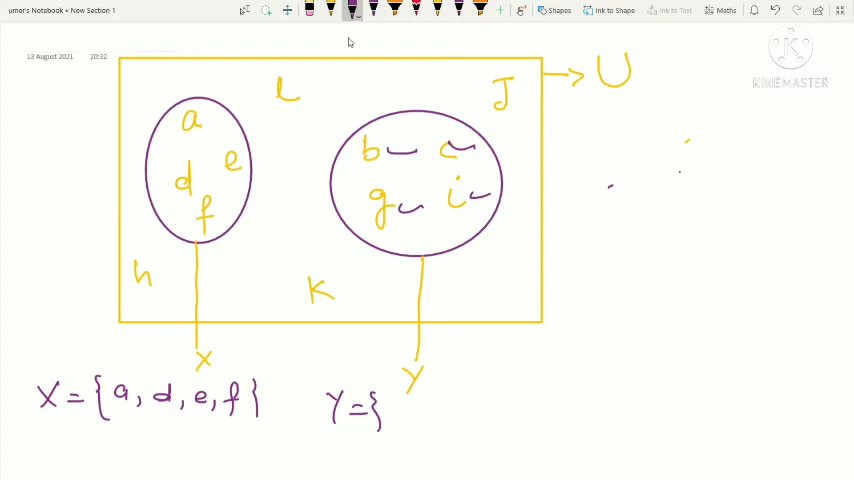 umer's Notebook » New Section 1
Shapes
Ink to Shape
Ink to Text
Maths
13 August 2021 20:32
KINEMASTER
U
l J
a
b c
d e
f
g i
h
K
X
Y
X = {a, d, e, f}
Y = {